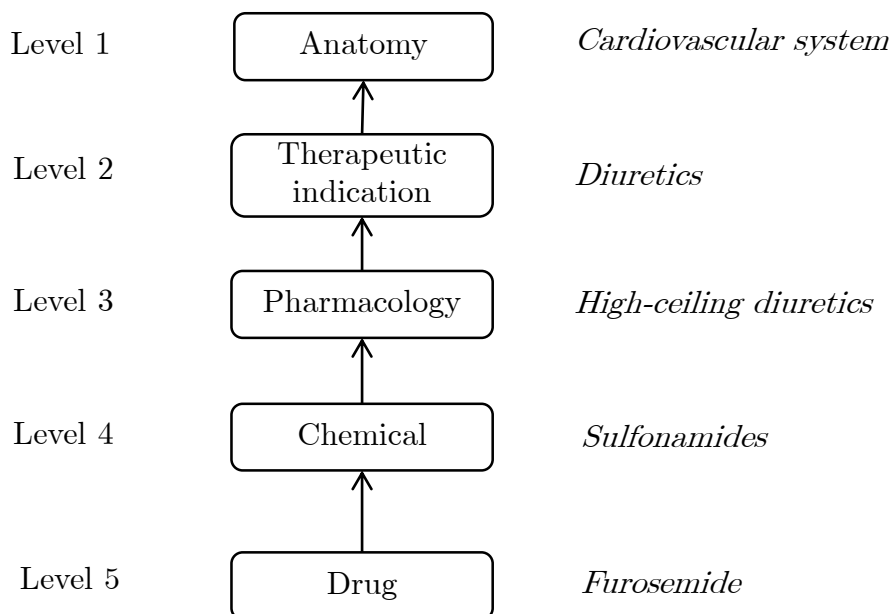 Level 1 Anatomy Cardiovascular system
Level 2 Therapeutic indication Diuretics
Level 3 Pharmacology High-ceiling diuretics
Level 4 Chemical Sulfonamides
Level 5 Drug Furosemide